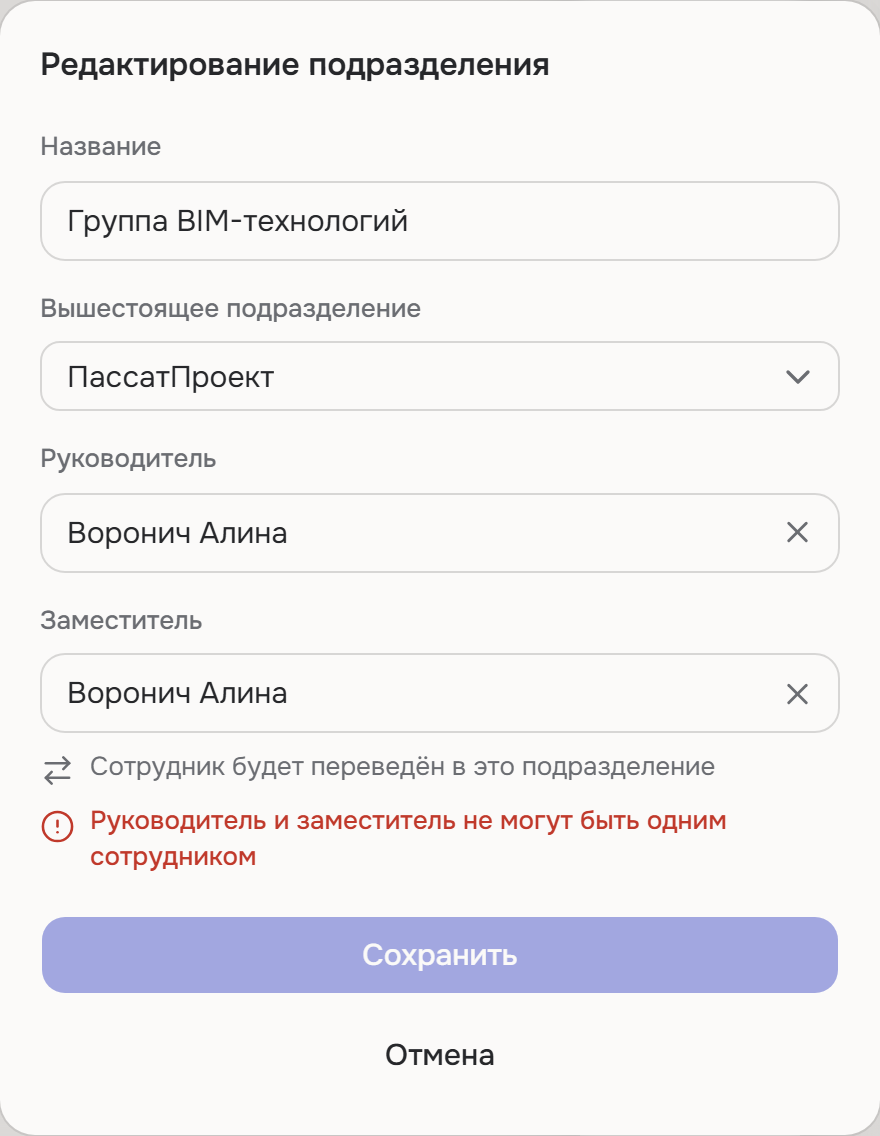 Редактирование подразделения
Название
Группа BIM-технологий
Вышестоящее подразделение
ПассатПроект
Руководитель
Воронич Алина
Заместитель
Воронич Алина
Сотрудник будет переведён в это подразделение
Руководитель и заместитель не могут быть одним
сотрудником
Сохранить
Отмена